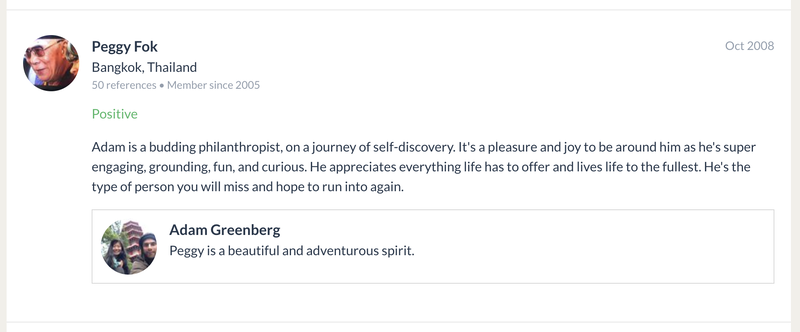 Peggy Fok
Oct 2008
Bangkok, Thailand
50 references • Member since 2005
Positive
Adam is a budding philanthropist, on a journey of self-discovery. It's a pleasure and joy to be around him as he's super
engaging, grounding, fun, and curious. He appreciates everything life has to offer and lives life to the fullest. He's the
type of person you will miss and hope to run into again.
Adam Greenberg
Peggy is a beautiful and adventurous spirit.